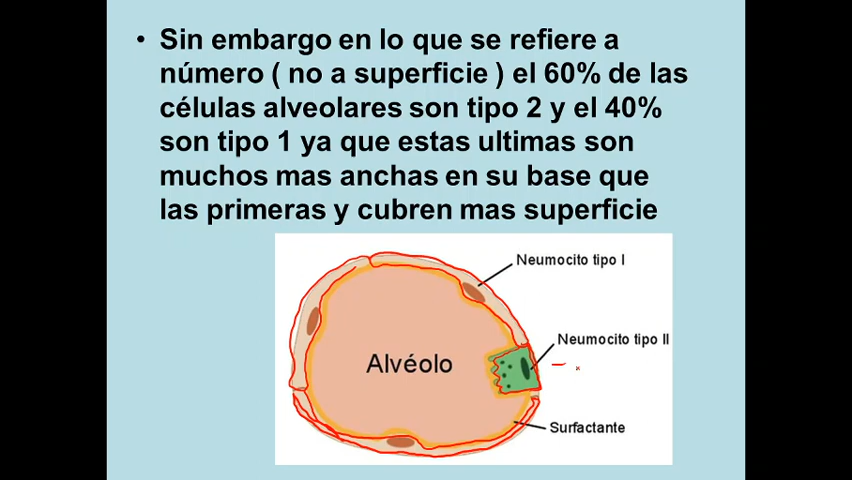 • Sin embargo en lo que se refiere a
número ( no a superficie ) el 60% de las
células alveolares son tipo 2 y el 40%
son tipo 1 ya que estas ultimas son
muchos mas anchas en su base que
las primeras y cubren mas superficie
Neumocito tipo I
Neumocito tipo II
Alvéolo
Surfactante